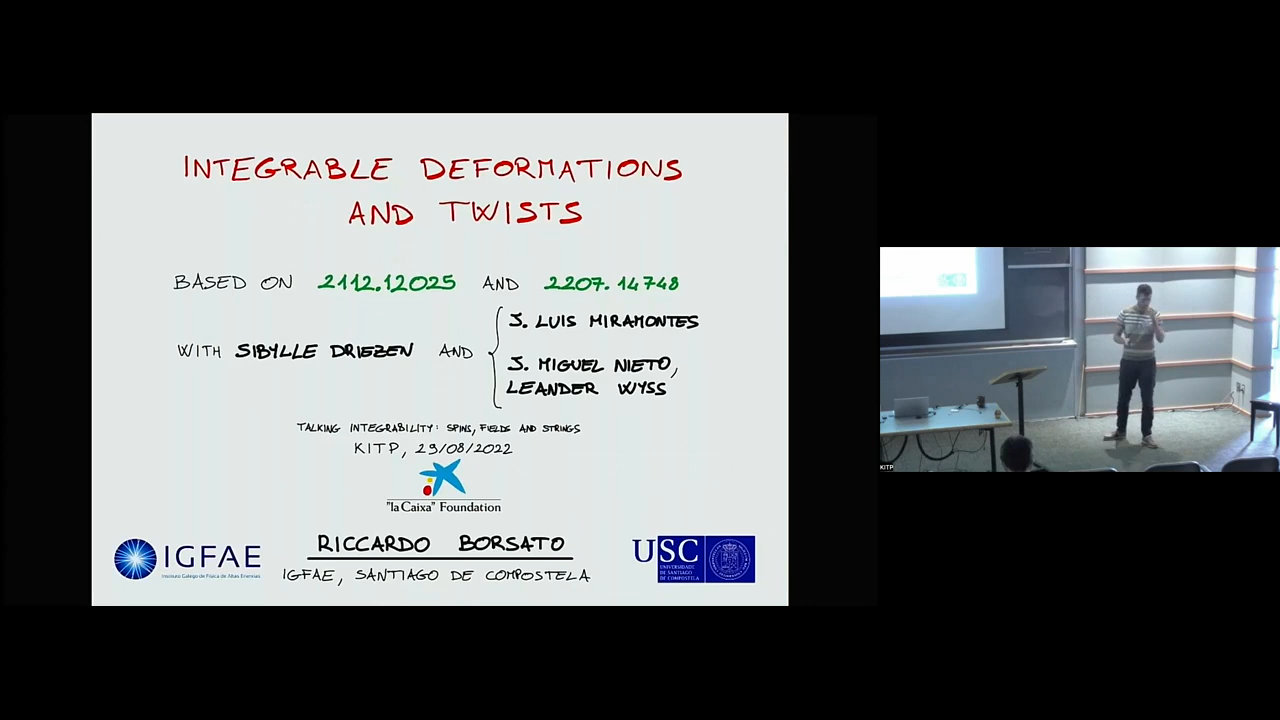 INTEGRABLE DEFORMATIONS
AND TWISTS
BASED ON 2112.12025 AND 2207.14748
WITH SIBYLLE DRIEZEN AND
J. LUIS MIRAMONTES
J. MIGUEL NIETO,
LEANDER WYSS
TALKING INTEGRABILITY: SPINS, FIELDS AND STRINGS
KITP, 29/08/2022
"la Caixa" Foundation
RICCARDO BORSATO
IGFAE, SANTIAGO DE COMPOSTELA
IGFAE
Instituto Galego de Física de Altas Enerxías
USC
UNIVERSIDADE
DE SANTIAGO
DE COMPOSTELA
KITP